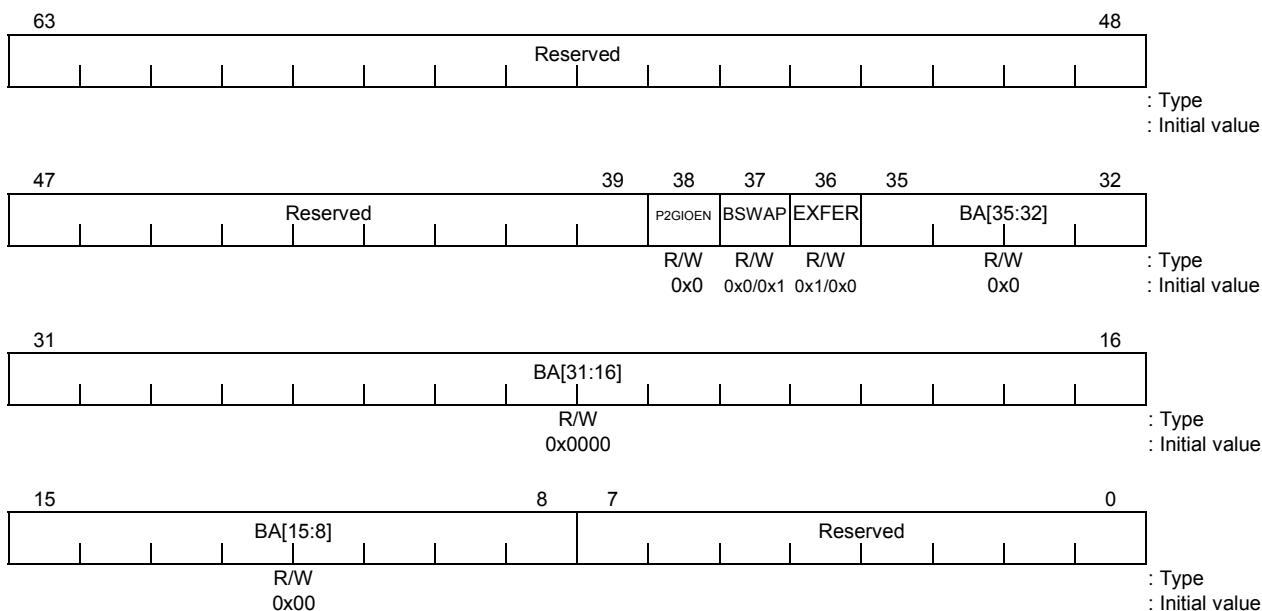 63 48
Reserved
: Type
: Initial value
47 39 38 37 36 35 32
Reserved P2GIOEN BSWAP EXFER BA[35:32]
R/W R/W R/W R/W : Type
0x0 0x0/0x1 0x1/0x0 0x0 : Initial value
31 16
BA[31:16]
R/W : Type
0x0000 : Initial value
15 8 7 0
BA[15:8] Reserved
R/W : Type
0x00 : Initial value